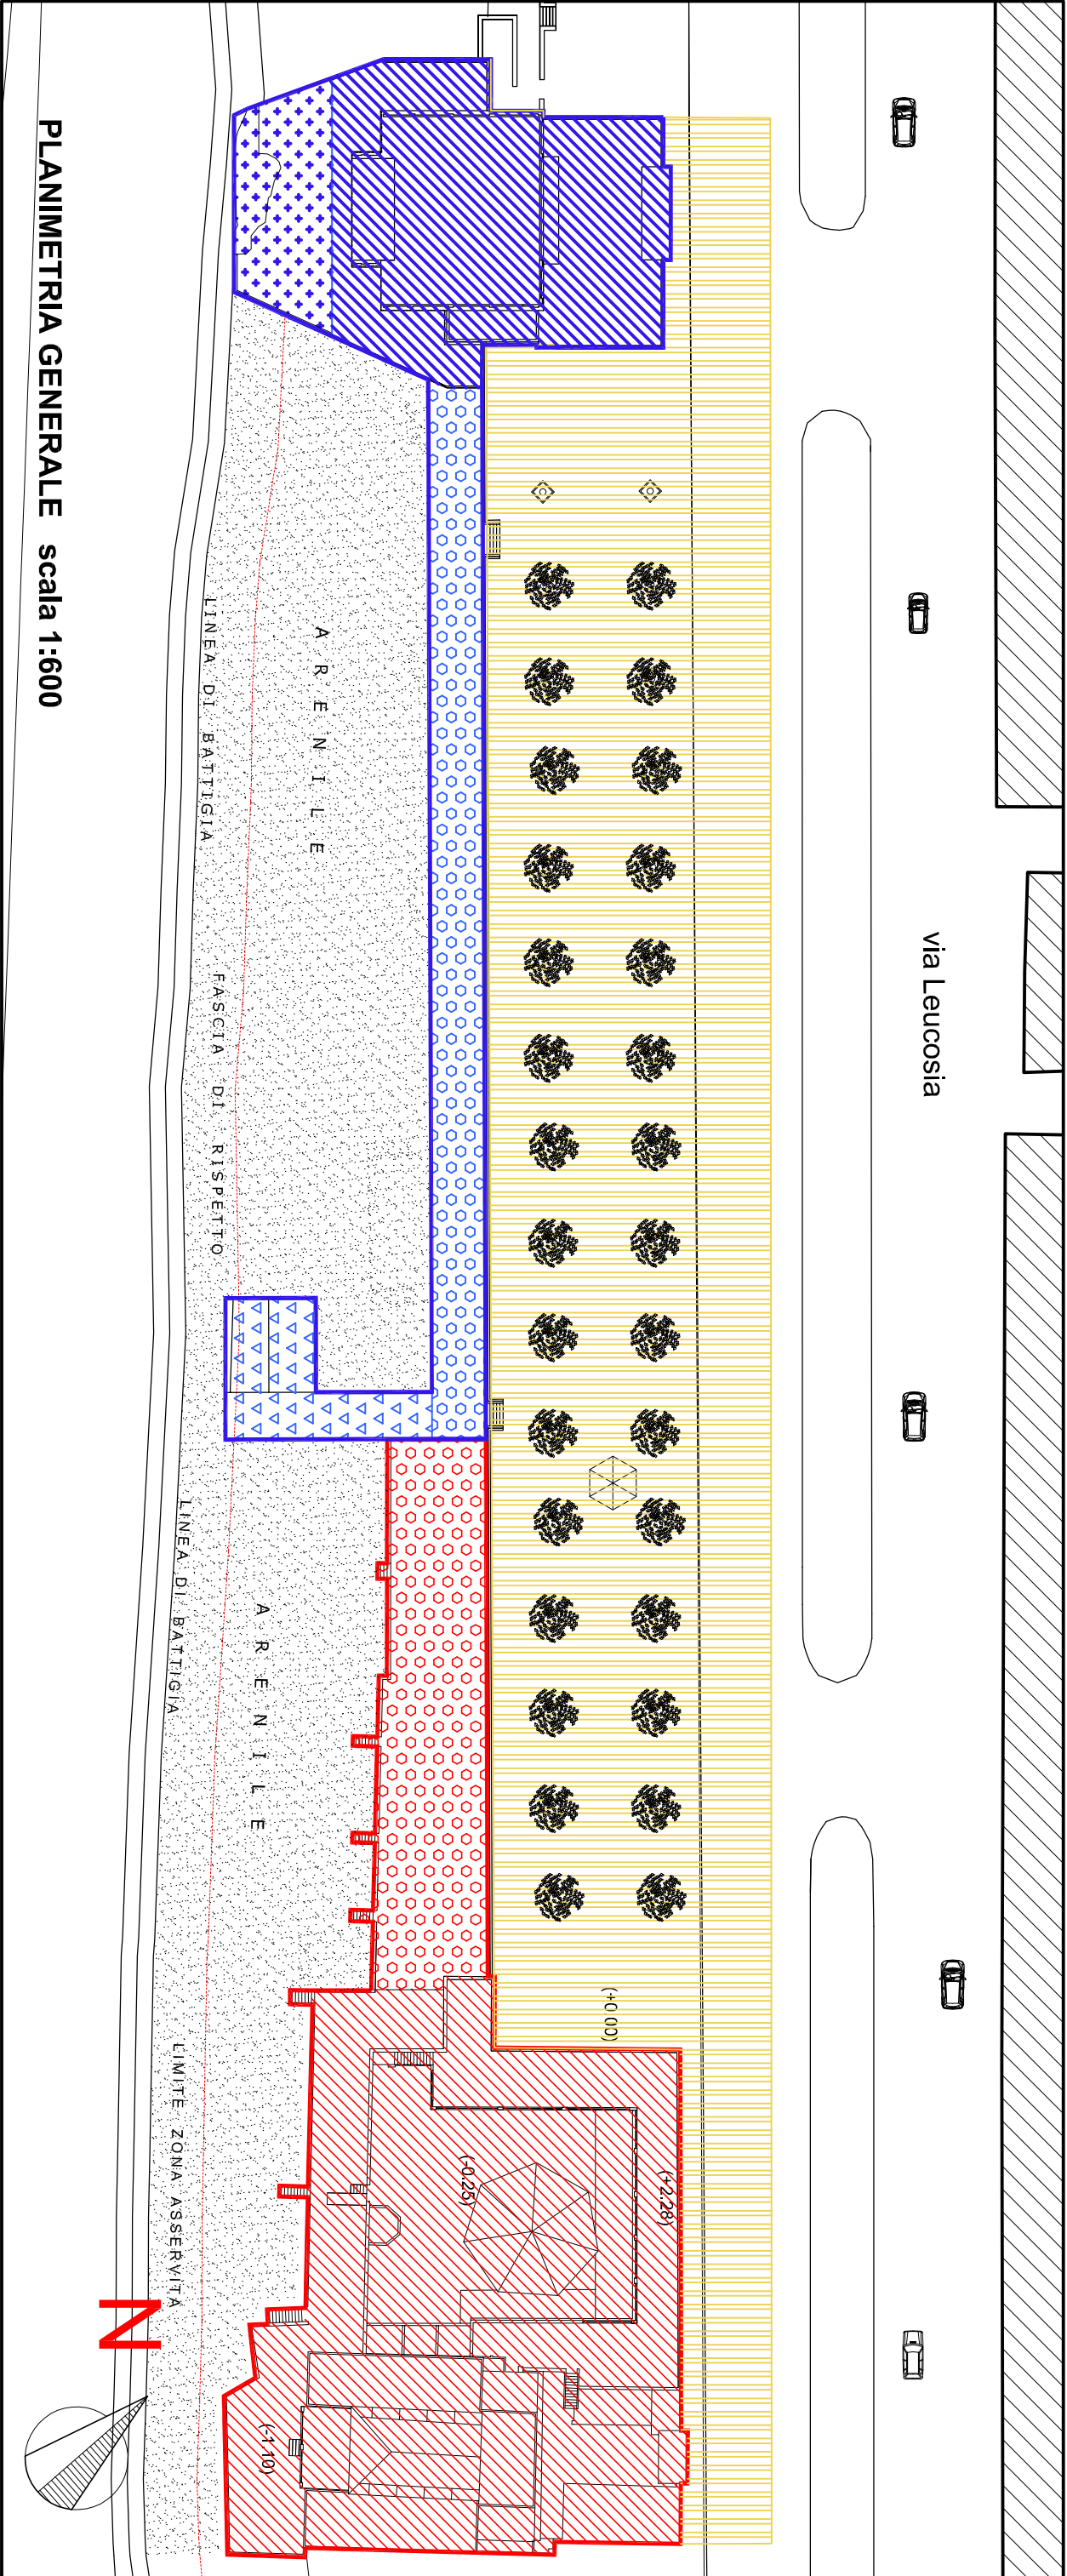 via Leucosia
A R E N I L E
LINEA DI BATTIGIA
FASCIA DI RISPETTO
A R E N I L E
LINEA DI BATTIGIA
LIMITE ZONA ASSERVITA
(+0.00)
(+2.28)
(-0.25)
(-1.10)
N
PLANIMETRIA GENERALE scala 1:600